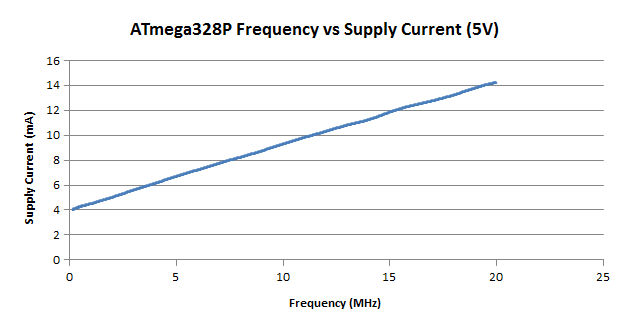 ATmega328P Frequency vs Supply Current (5V)
Supply Current (mA)
16
14
12
10
8
6
4
2
0
0 5 10 15 20 25
Frequency (MHz)